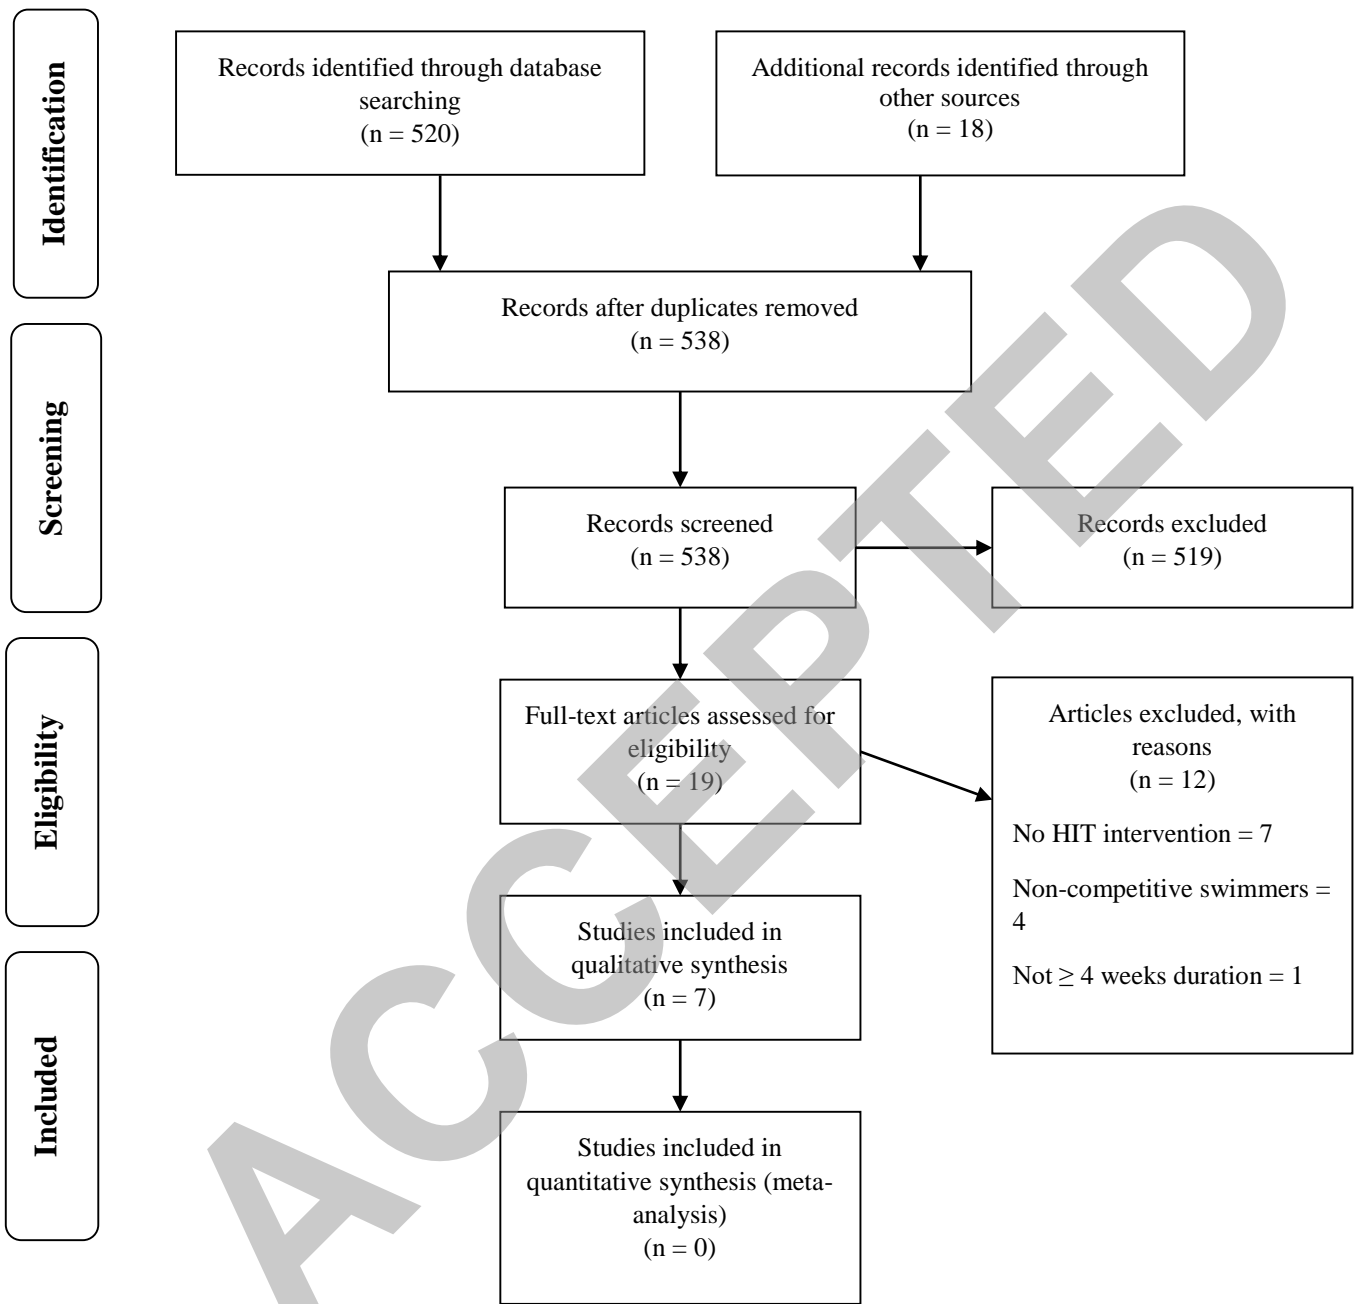 Identification
Records identified through database
searching
(n = 520)
Additional records identified through
other sources
(n = 18)
Records after duplicates removed
(n = 538)
Screening
Records screened
(n = 538)
Records excluded
(n = 519)
Eligibility
Full-text articles assessed for
eligibility
(n = 19)
Articles excluded, with
reasons
(n = 12)
No HIT intervention = 7
Non-competitive swimmers =
4
Not ≥ 4 weeks duration = 1
Included
Studies included in
qualitative synthesis
(n = 7)
Studies included in
quantitative synthesis (meta-
analysis)
(n = 0)
ACCEPTED